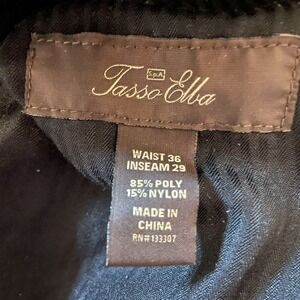 S.p.A.
Tasso Elba
WAIST 36
INSEAM 29
85% POLY
15% NYLON
MADE IN
CHINA
RN#133307